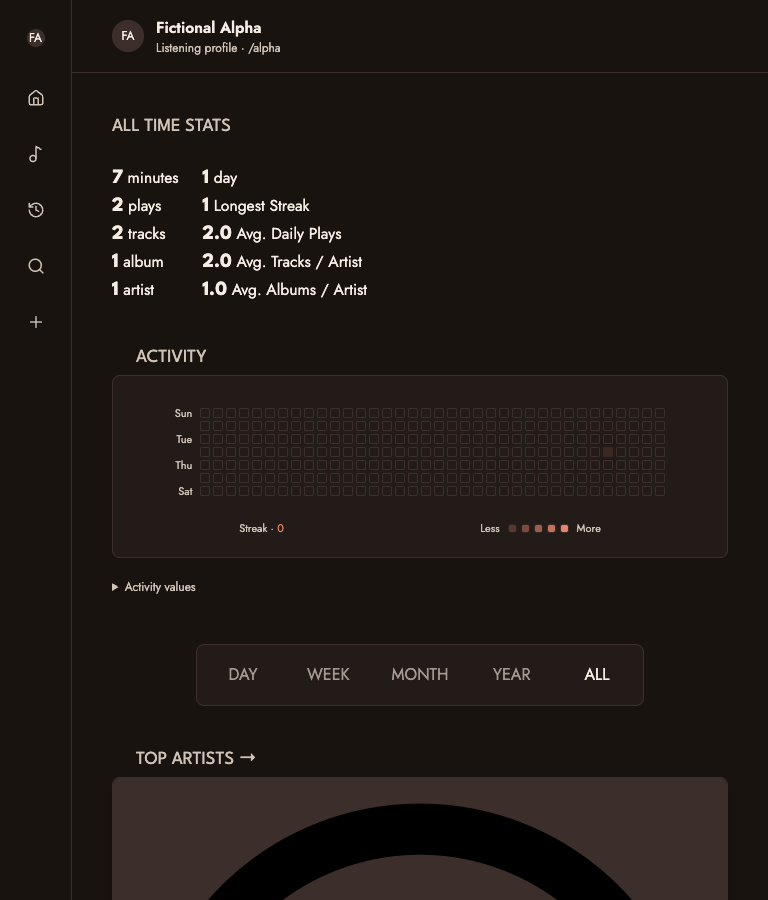 FA
FA
Fictional Alpha
Listening profile · /alpha
ALL TIME STATS
7 minutes
1 day
2 plays
1 Longest Streak
2 tracks
2.0 Avg. Daily Plays
1 album
2.0 Avg. Tracks / Artist
1 artist
1.0 Avg. Albums / Artist
ACTIVITY
Sun
Tue
Thu
Sat
Streak · 0
Less
More
Activity values
DAY WEEK MONTH YEAR ALL
TOP ARTISTS →